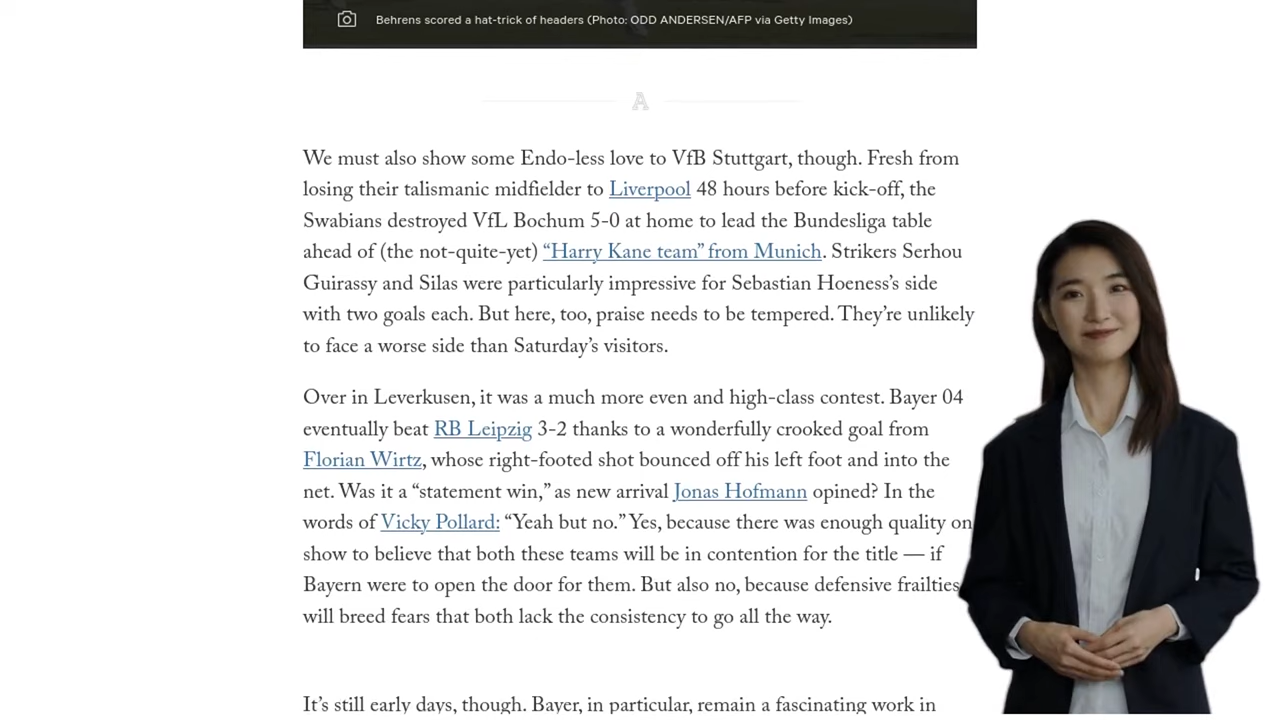 Behrens scored a hat-trick of headers (Photo: ODD ANDERSEN/AFP via Getty Images)
A
We must also show some Endo-less love to VfB Stuttgart, though. Fresh from
losing their talismanic midfielder to Liverpool 48 hours before kick-off, the
Swabians destroyed VfL Bochum 5-0 at home to lead the Bundesliga table
ahead of (the not-quite-yet) “Harry Kane team” from Munich. Strikers Serhou
Guirassy and Silas were particularly impressive for Sebastian Hoeness’s side
with two goals each. But here, too, praise needs to be tempered. They’re unlikely
to face a worse side than Saturday’s visitors.
Over in Leverkusen, it was a much more even and high-class contest. Bayer 04
eventually beat RB Leipzig 3-2 thanks to a wonderfully crooked goal from
Florian Wirtz, whose right-footed shot bounced off his left foot and into the
net. Was it a “statement win,” as new arrival Jonas Hofmann opined? In the
words of Vicky Pollard: “Yeah but no.” Yes, because there was enough quality on
show to believe that both these teams will be in contention for the title — if
Bayern were to open the door for them. But also no, because defensive frailties
will breed fears that both lack the consistency to go all the way.
It’s still early days, though. Bayer, in particular, remain a fascinating work in